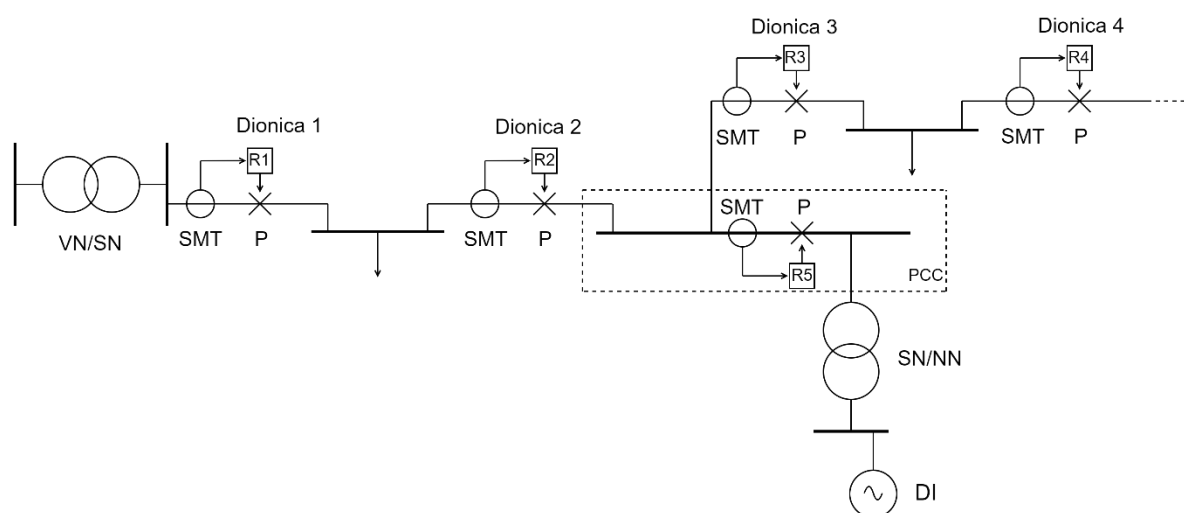 Dionica 3
Dionica 4
R3
R4
SMT
P
SMT
P
Dionica 1
Dionica 2
R1
R2
VN/SN
SMT
P
SMT
P
SMT
P
R5
PCC
SN/NN
DI